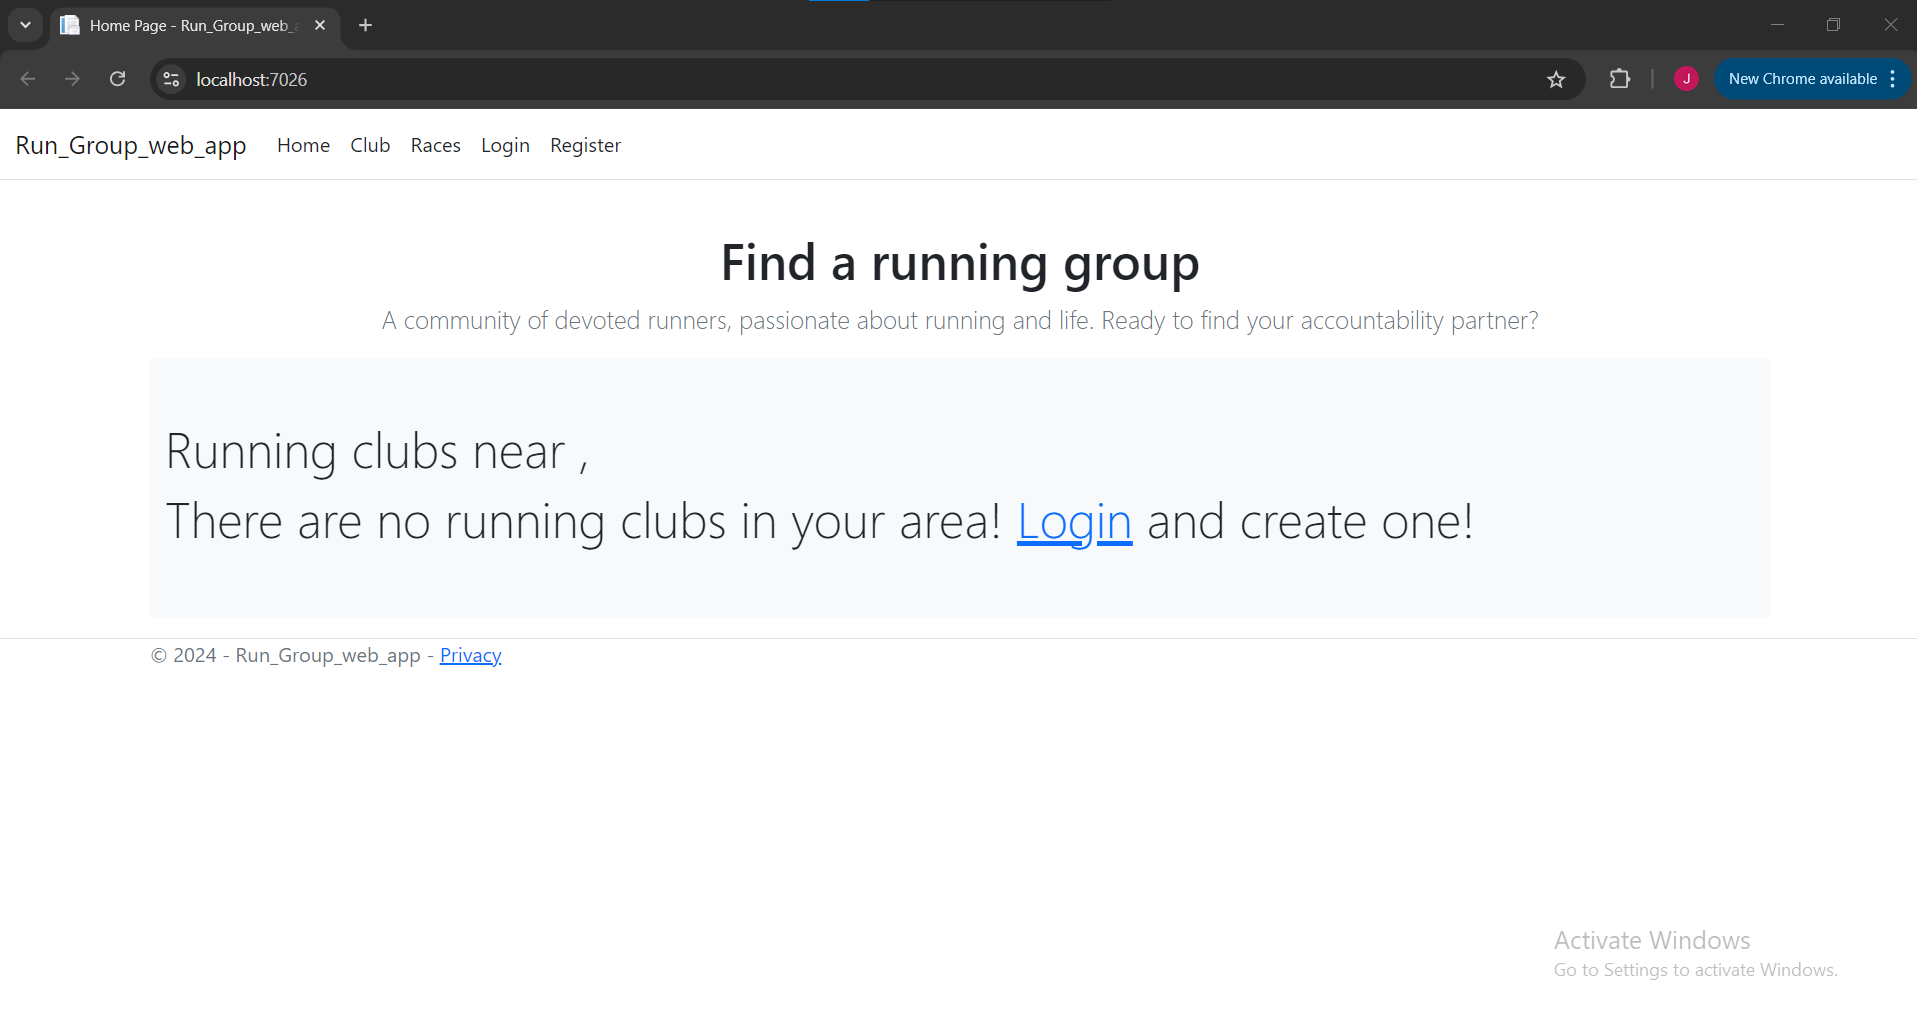 Home Page - Run_Group_web_
localhost:7026
J
New Chrome available
Run_Group_web_app Home Club Races Login Register
Find a running group
A community of devoted runners, passionate about running and life. Ready to find your accountability partner?
Running clubs near ,
There are no running clubs in your area! Login and create one!
© 2024 - Run_Group_web_app - Privacy
Activate Windows
Go to Settings to activate Windows.